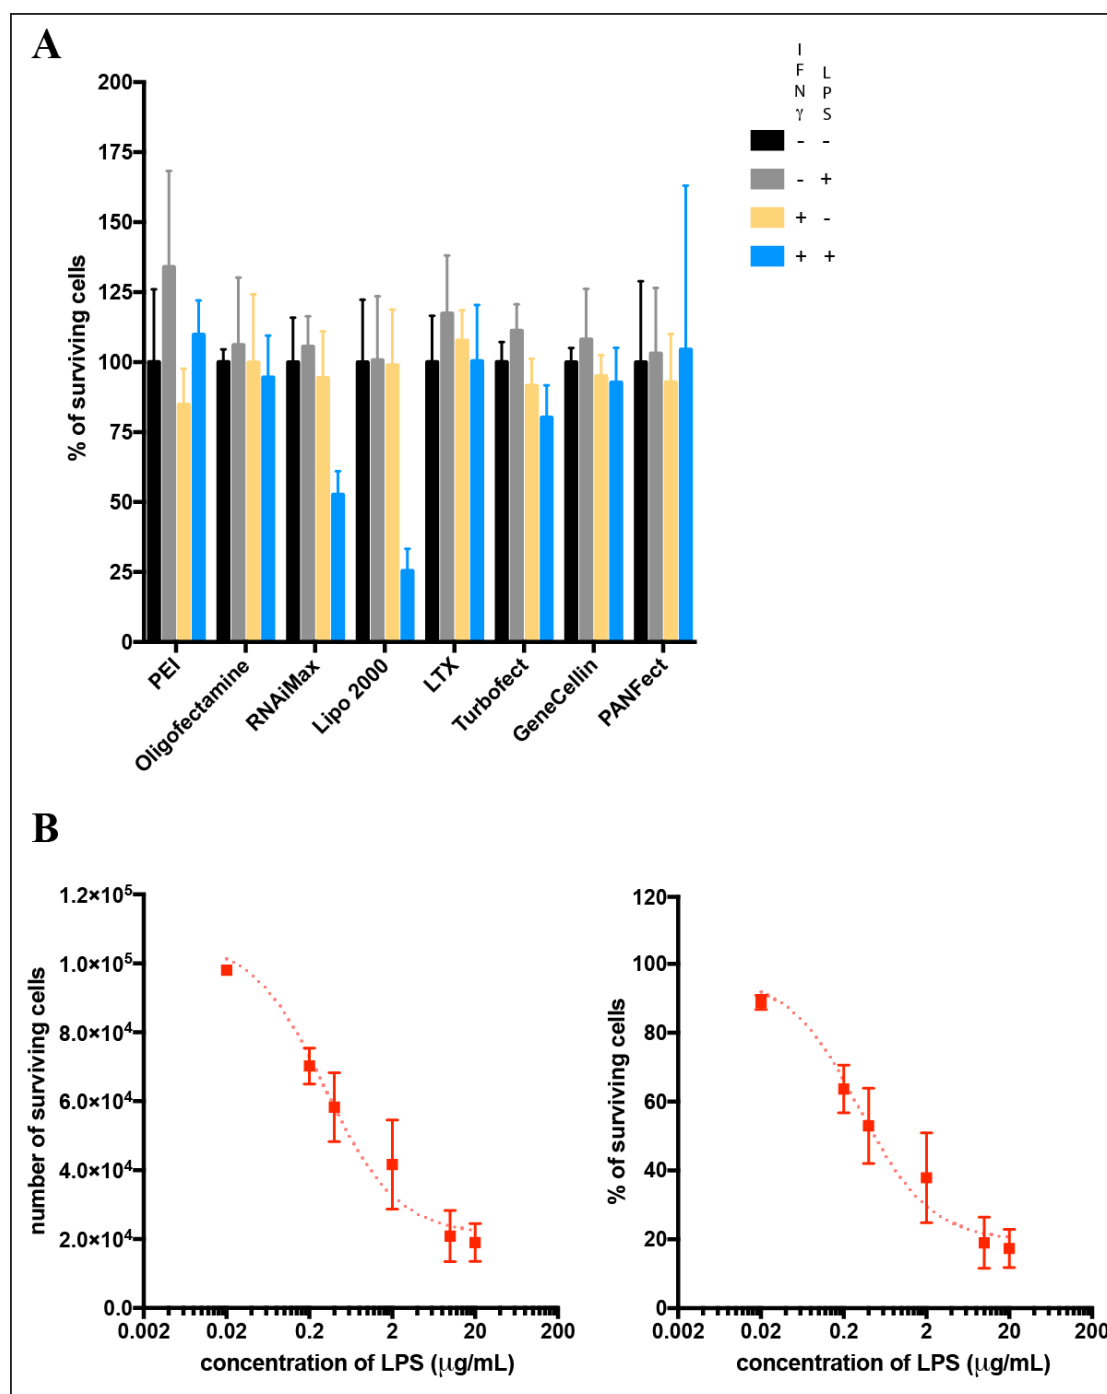 A
I
F
N
γ
L
P
S
- -
- +
+ -
+ +
200
175
150
125
100
75
50
25
0
% of surviving cells
PEI
Oligofectamine
RNAiMax
Lipo 2000
LTX
Turbofect
GeneCellin
PANFect
B
1.2×10⁵
1.0×10⁵
8.0×10⁴
6.0×10⁴
4.0×10⁴
2.0×10⁴
0.0
number of surviving cells
0.002 0.02 0.2 2 20 200
concentration of LPS (μg/mL)
120
100
80
60
40
20
0
% of surviving cells
0.002 0.02 0.2 2 20 200
concentration of LPS (μg/mL)